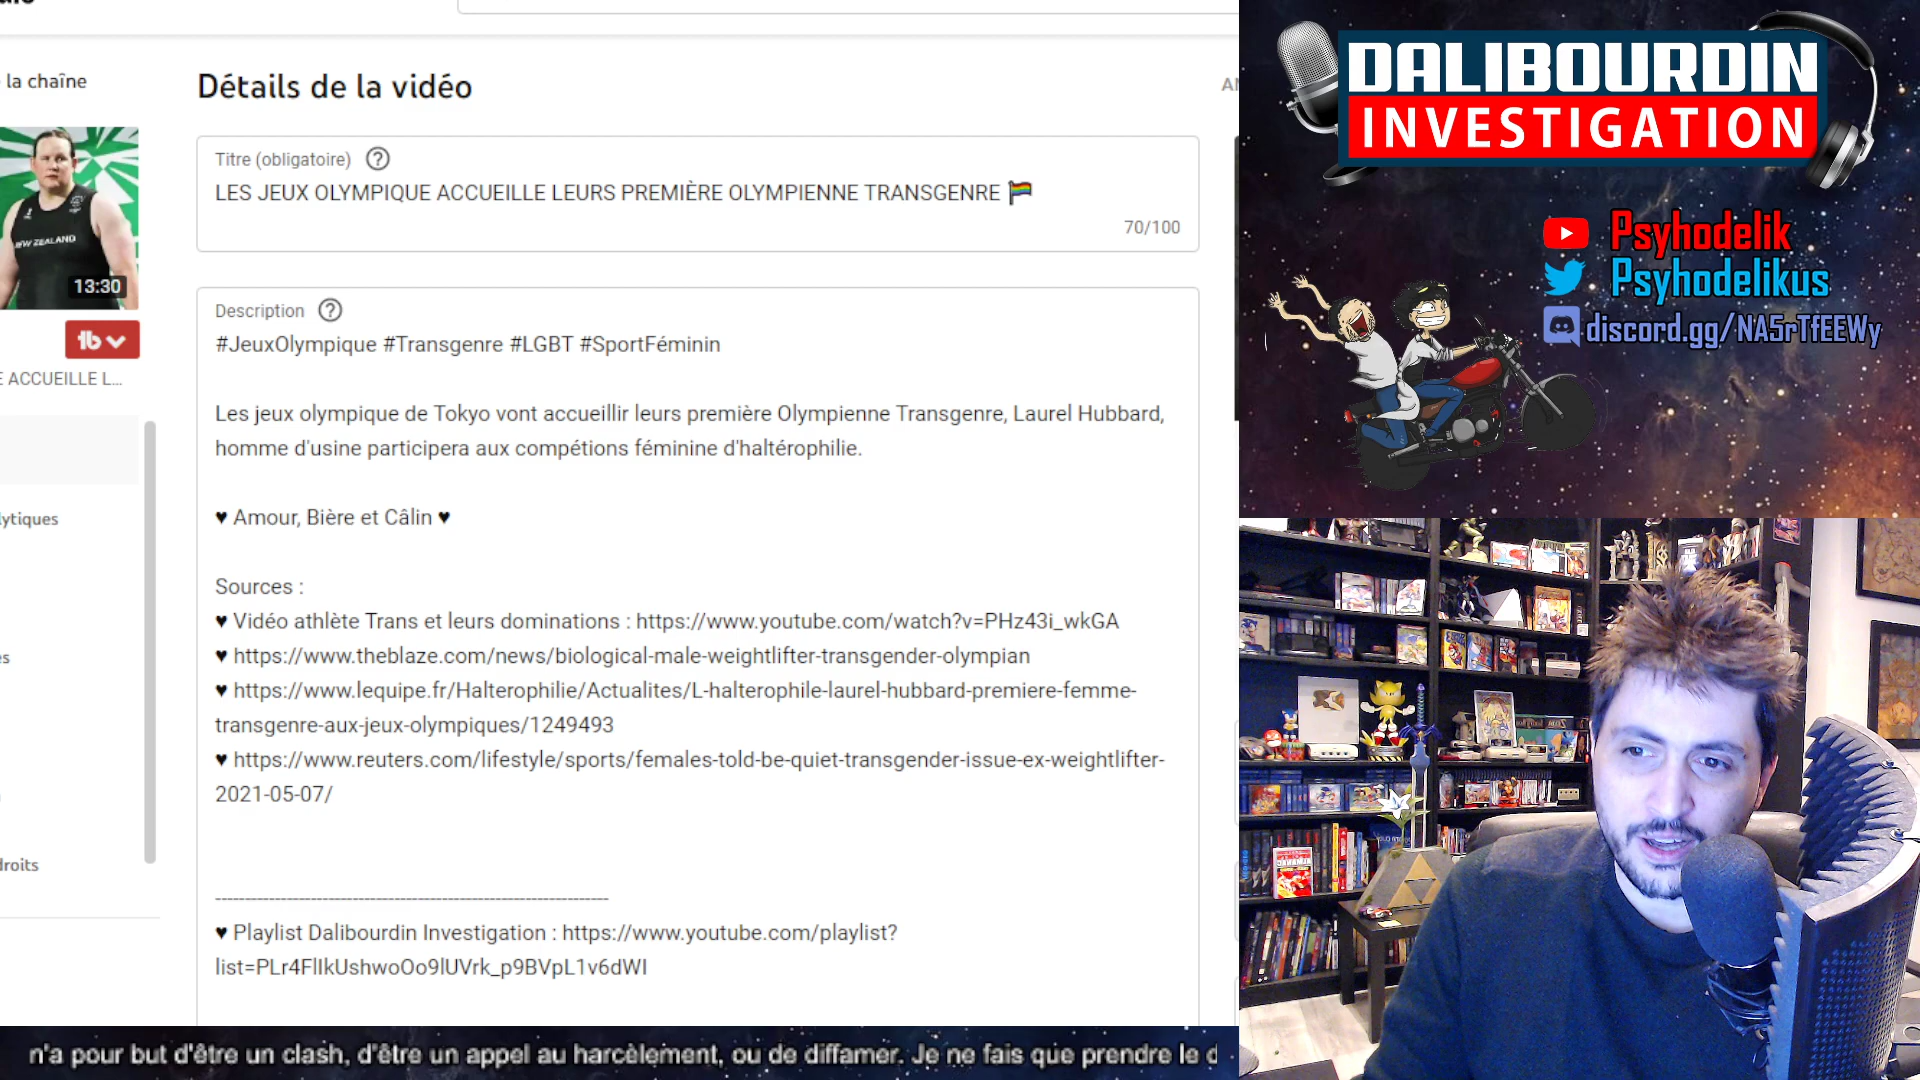 la chaîne
Détails de la vidéo
Titre (obligatoire)
LES JEUX OLYMPIQUE ACCUEILLE LEURS PREMIÈRE OLYMPIENNE TRANSGENRE 🏳️‍🌈
70/100
NEW ZEALAND
13:30
ACCUEILLE L...
lytiques
es
droits
Description
#JeuxOlympique #Transgenre #LGBT #SportFéminin
Les jeux olympique de Tokyo vont accueillir leurs première Olympienne Transgenre, Laurel Hubbard,
homme d'usine participera aux compétions féminine d'haltérophilie.
♥ Amour, Bière et Câlin ♥
Sources :
♥ Vidéo athlète Trans et leurs dominations : https://www.youtube.com/watch?v=PHz43i_wkGA
♥ https://www.theblaze.com/news/biological-male-weightlifter-transgender-olympian
♥ https://www.lequipe.fr/Halterophilie/Actualites/L-halterophile-laurel-hubbard-premiere-femme-
transgenre-aux-jeux-olympiques/1249493
♥ https://www.reuters.com/lifestyle/sports/females-told-be-quiet-transgender-issue-ex-weightlifter-
2021-05-07/
------------------------------------------------------------------
♥ Playlist Dalibourdin Investigation : https://www.youtube.com/playlist?
list=PLr4FlIkUshwoOo9lUVrk_p9BVpL1v6dWI
n'a pour but d'être un clash, d'être un appel au harcèlement, ou de diffamer. Je ne fais que prendre le d
DALIBOURDIN
INVESTIGATION
Psyhodelik
Psyhodelikus
discord.gg/NA5rTfEEWy